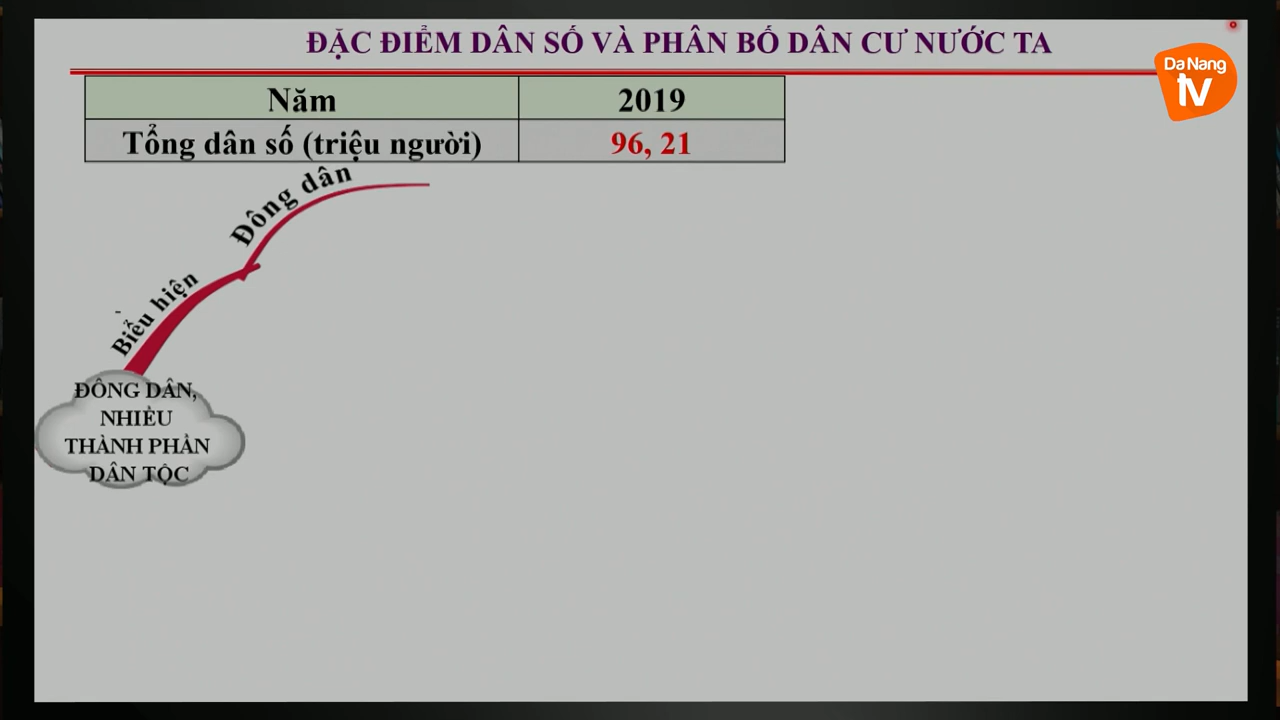 ĐẶC ĐIỂM DÂN SỐ VÀ PHÂN BỐ DÂN CƯ NƯỚC TA
Da Nang
tv
Năm 2019
Tổng dân số (triệu người) 96, 21
Đông dân
Biểu hiện
ĐÔNG DÂN,
NHIỀU
THÀNH PHẦN
DÂN TỘC